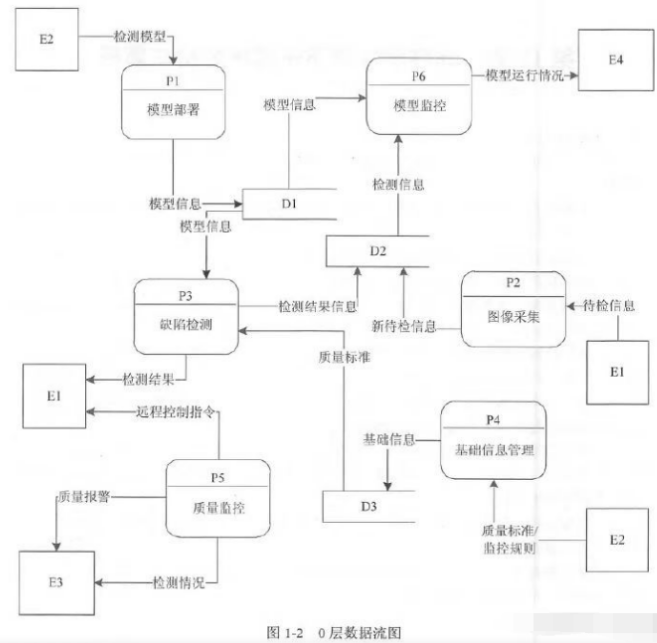 E2
检测模型
P1
模型部署
P6
模型监控
模型运行情况
E4
模型信息
模型信息
D1
检测信息
模型信息
D2
P3
缺陷检测
检测结果信息
新待检信息
P2
图像采集
待检信息
质量标准
E1
检测结果
E1
远程控制指令
P4
基础信息管理
基础信息
P5
质量监控
质量报警
D3
质量标准/
监控规则
E2
E3
检测情况
图 1-2 0 层数据流图